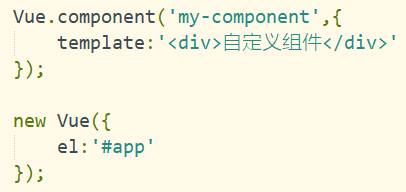 Vue.component('my-component',{
    template:'<div>自定义组件</div>'
});

new Vue({
    el:'#app'
});